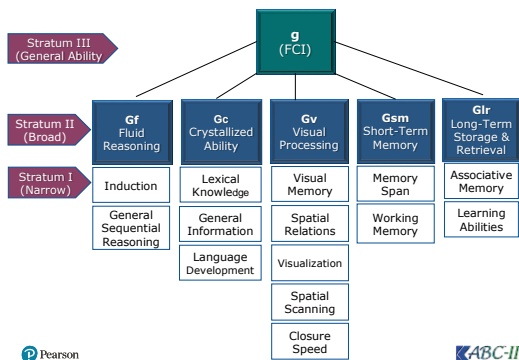 g
(FCI)
Stratum III
(General Ability
Stratum II
(Broad)
Gf
Fluid
Reasoning
Gc
Crystallized
Ability
Gv
Visual
Processing
Gsm
Short-Term
Memory
Glr
Long-Term
Storage &
Retrieval
Stratum I
(Narrow)
Induction
General
Sequential
Reasoning
Lexical
Knowledge
General
Information
Language
Development
Visual
Memory
Spatial
Relations
Visualization
Spatial
Scanning
Closure
Speed
Memory
Span
Working
Memory
Associative
Memory
Learning
Abilities
Pearson
KABC-II